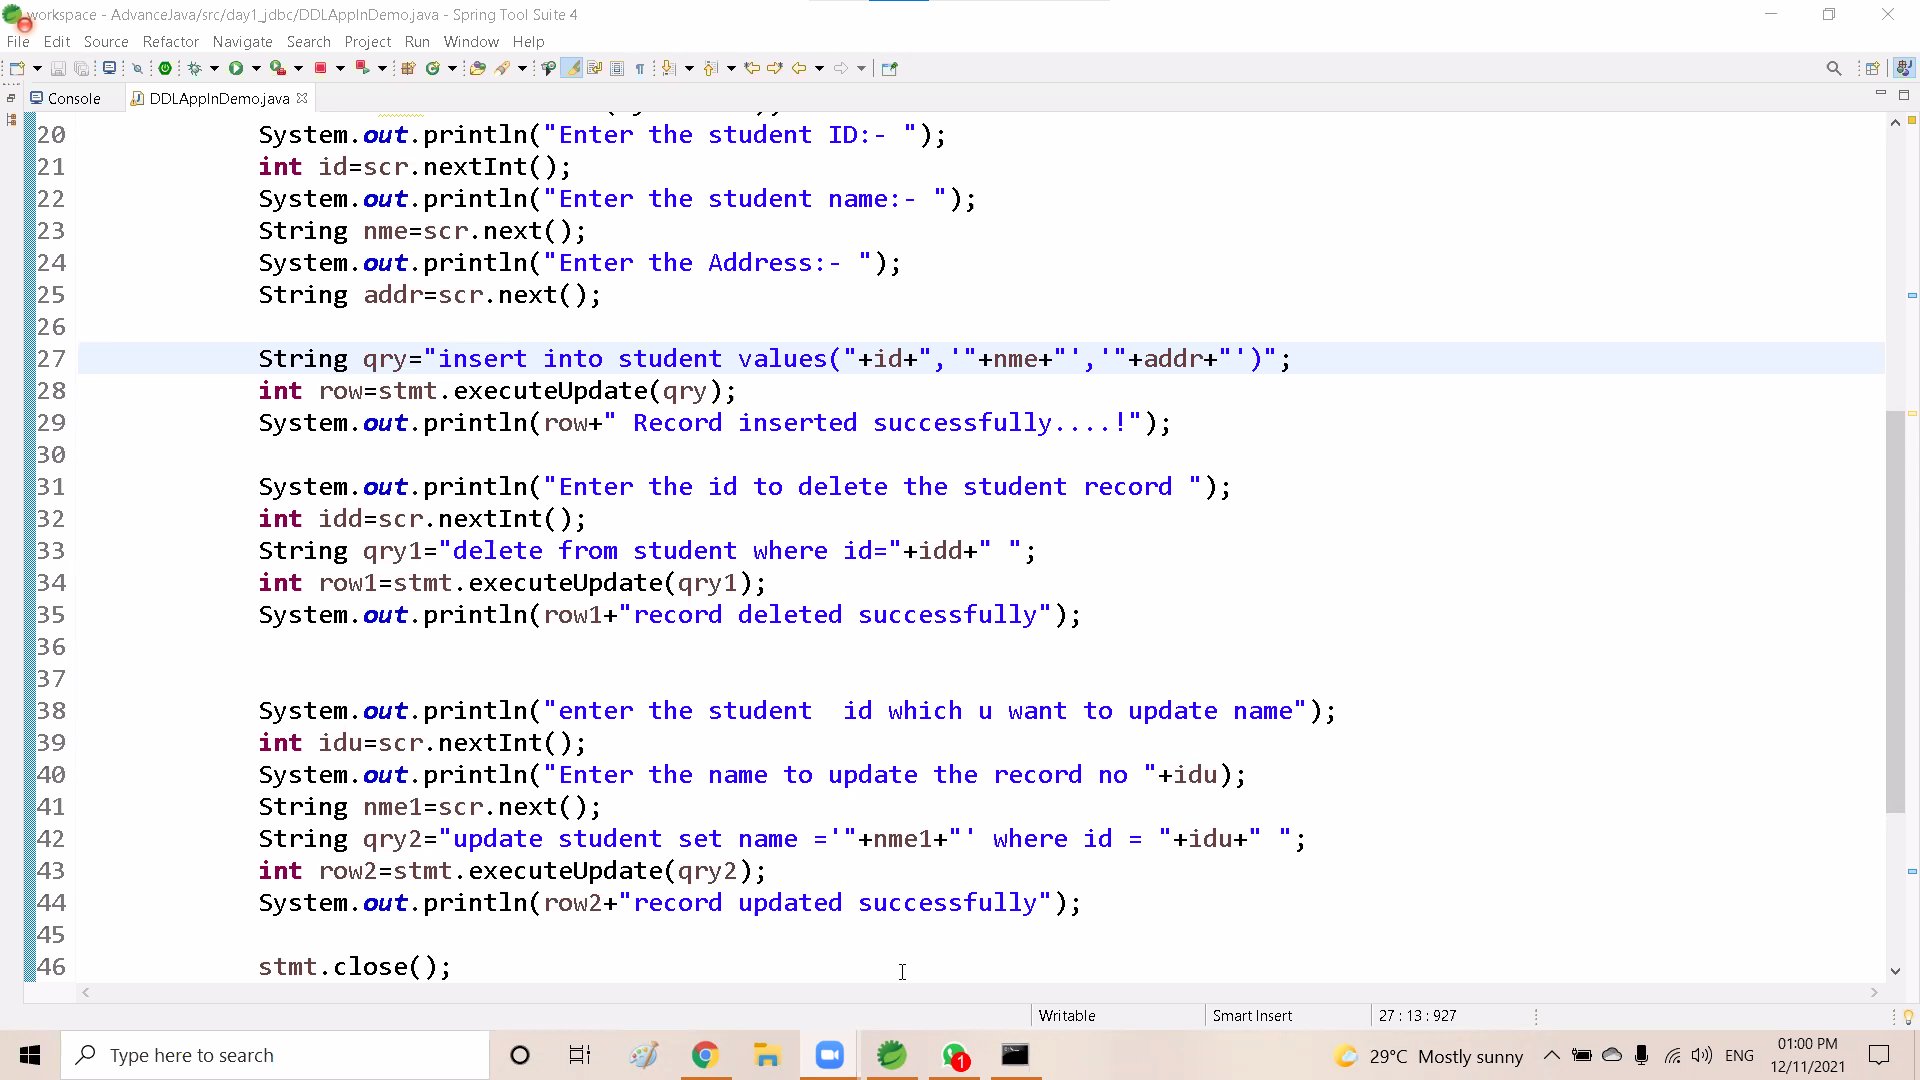 workspace - AdvanceJava/src/day1_jdbc/DDLAppInDemo.java - Spring Tool Suite 4
File Edit Source Refactor Navigate Search Project Run Window Help
Console DDLAppInDemo.java
20 System.out.println("Enter the student ID:- ");
21 int id=scr.nextInt();
22 System.out.println("Enter the student name:- ");
23 String nme=scr.next();
24 System.out.println("Enter the Address:- ");
25 String addr=scr.next();
26
27 String qry="insert into student values("+id+",'"+nme+"','"+addr+"')";
28 int row=stmt.executeUpdate(qry);
29 System.out.println(row+" Record inserted successfully....!");
30
31 System.out.println("Enter the id to delete the student record ");
32 int idd=scr.nextInt();
33 String qry1="delete from student where id="+idd+" ";
34 int row1=stmt.executeUpdate(qry1);
35 System.out.println(row1+"record deleted successfully");
36
37
38 System.out.println("enter the student  id which u want to update name");
39 int idu=scr.nextInt();
40 System.out.println("Enter the name to update the record no "+idu);
41 String nme1=scr.next();
42 String qry2="update student set name ='"+nme1+"' where id = "+idu+" ";
43 int row2=stmt.executeUpdate(qry2);
44 System.out.println(row2+"record updated successfully");
45
46 stmt.close();
Writable Smart Insert 27 : 13 : 927
Type here to search 1 29°C Mostly sunny ENG 01:00 PM
12/11/2021